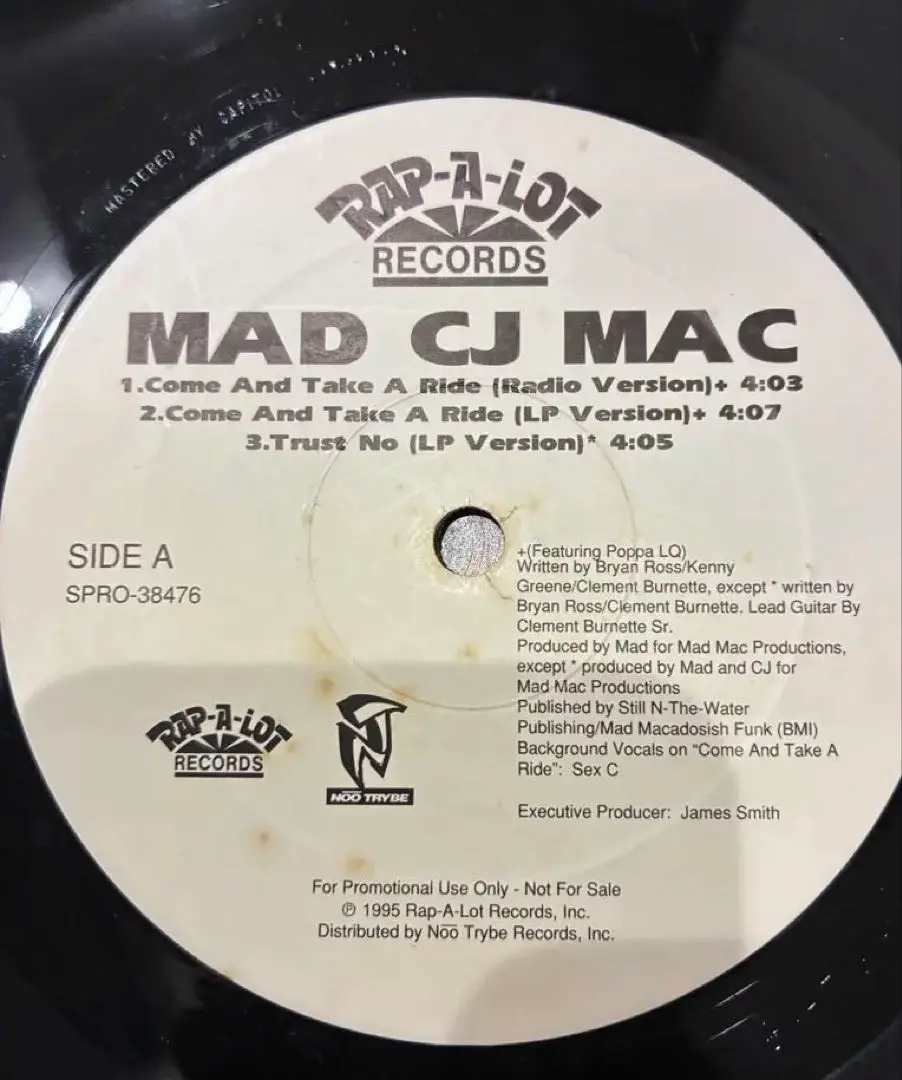 MASTERED BY CAPITOL
RAP-A-LOT
RECORDS
MAD CJ MAC
1.Come And Take A Ride (Radio Version)+ 4:03
2.Come And Take A Ride (LP Version)+ 4:07
3.Trust No (LP Version)* 4:05
SIDE A
SPRO-38476
+(Featuring Poppa LQ)
Written by Bryan Ross/Kenny
Greene/Clement Burnette, except * written by
Bryan Ross/Clement Burnette. Lead Guitar By
Clement Burnette Sr.
Produced by Mad for Mad Mac Productions,
except * produced by Mad and CJ for
Mad Mac Productions
Published by Still N-The-Water
Publishing/Mad Macadosish Funk (BMI)
Background Vocals on “Come And Take A
Ride”: Sex C
Executive Producer: James Smith
RAP-A-LOT
RECORDS
NOO TRYBE
For Promotional Use Only - Not For Sale
℗ 1995 Rap-A-Lot Records, Inc.
Distributed by Nōō Trybe Records, Inc.